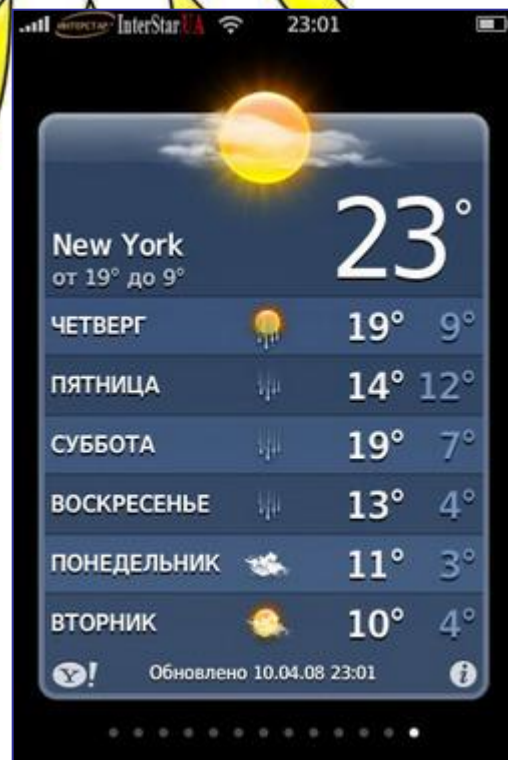 ИНТЕРСТАР InterStar UA 23:01
23°
New York
от 19° до 9°
ЧЕТВЕРГ 19° 9°
ПЯТНИЦА 14° 12°
СУББОТА 19° 7°
ВОСКРЕСЕНЬЕ 13° 4°
ПОНЕДЕЛЬНИК 11° 3°
ВТОРНИК 10° 4°
Y! Обновлено 10.04.08 23:01 i